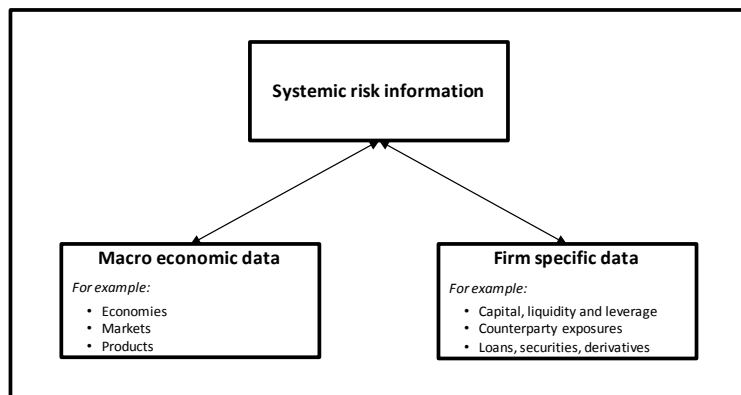 Systemic risk information
Macro economic data
For example:
• Economies
• Markets
• Products
Firm specific data
For example:
• Capital, liquidity and leverage
• Counterparty exposures
• Loans, securities, derivatives